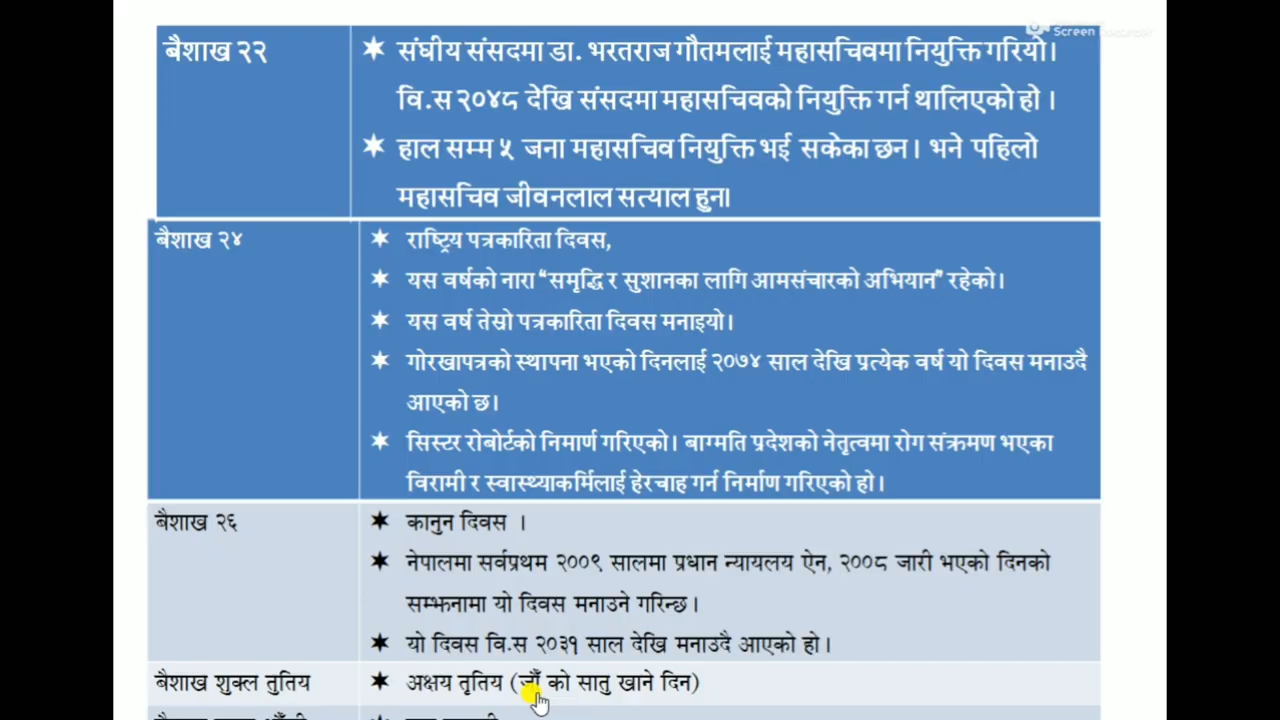 Screen Recorder
बैशाख २२
✶ संघीय संसदमा डा. भरतराज गौतमलाई महासचिवमा नियुक्ति गरियो।
वि.स २०४८ देखि संसदमा महासचिवको नियुक्ति गर्न थालिएको हो ।
✶ हाल सम्म ५ जना महासचिव नियुक्ति भई सकेका छन। भने पहिलो
महासचिव जीवनलाल सत्याल हुन।
बैशाख २४
✶ राष्ट्रिय पत्रकारिता दिवस,
✶ यस वर्षको नारा “समृद्धि र सुशानका लागि आमसंचारको अभियान” रहेको।
✶ यस वर्ष तेस्रो पत्रकारिता दिवस मनाइयो।
✶ गोरखापत्रको स्थापना भएको दिनलाई २०७४ साल देखि प्रत्येक वर्ष यो दिवस मनाउदै
आएको छ।
✶ सिस्टर रोबोर्टको निमार्ण गरिएको। बाग्मति प्रदेशको नेतृत्वमा रोग संक्रमण भएका
विरामी र स्वास्थ्याकर्मिलाई हेरचाह गर्न निर्माण गरिएको हो।
बैशाख २६
✶ कानुन दिवस ।
✶ नेपालमा सर्वप्रथम २००९ सालमा प्रधान न्यायलय ऐन, २००८ जारी भएको दिनको
सम्झनामा यो दिवस मनाउने गरिन्छ।
✶ यो दिवस वि.स २०३१ साल देखि मनाउदै आएको हो।
बैशाख शुक्ल तुतिय
✶ अक्षय तृतिय (जौँ को सातु खाने दिन)